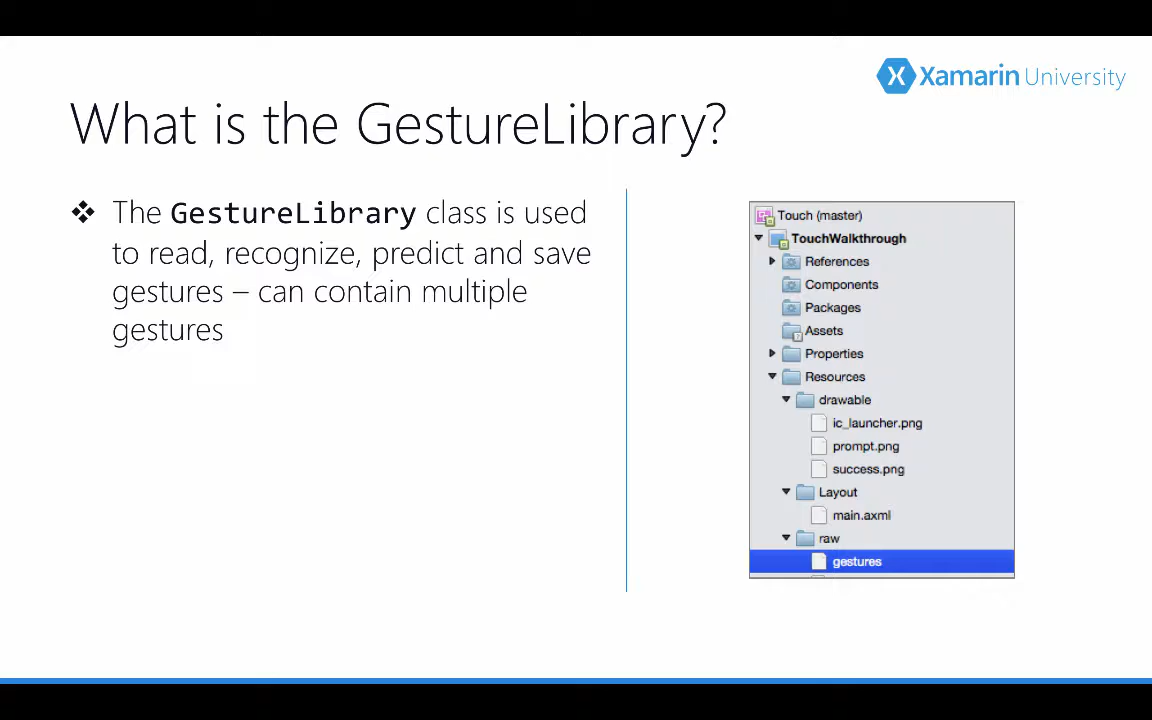 Xamarin University
What is the GestureLibrary?
❖ The GestureLibrary class is used
to read, recognize, predict and save
gestures – can contain multiple
gestures
Touch (master)
TouchWalkthrough
References
Components
Packages
Assets
Properties
Resources
drawable
ic_launcher.png
prompt.png
success.png
Layout
main.axml
raw
gestures